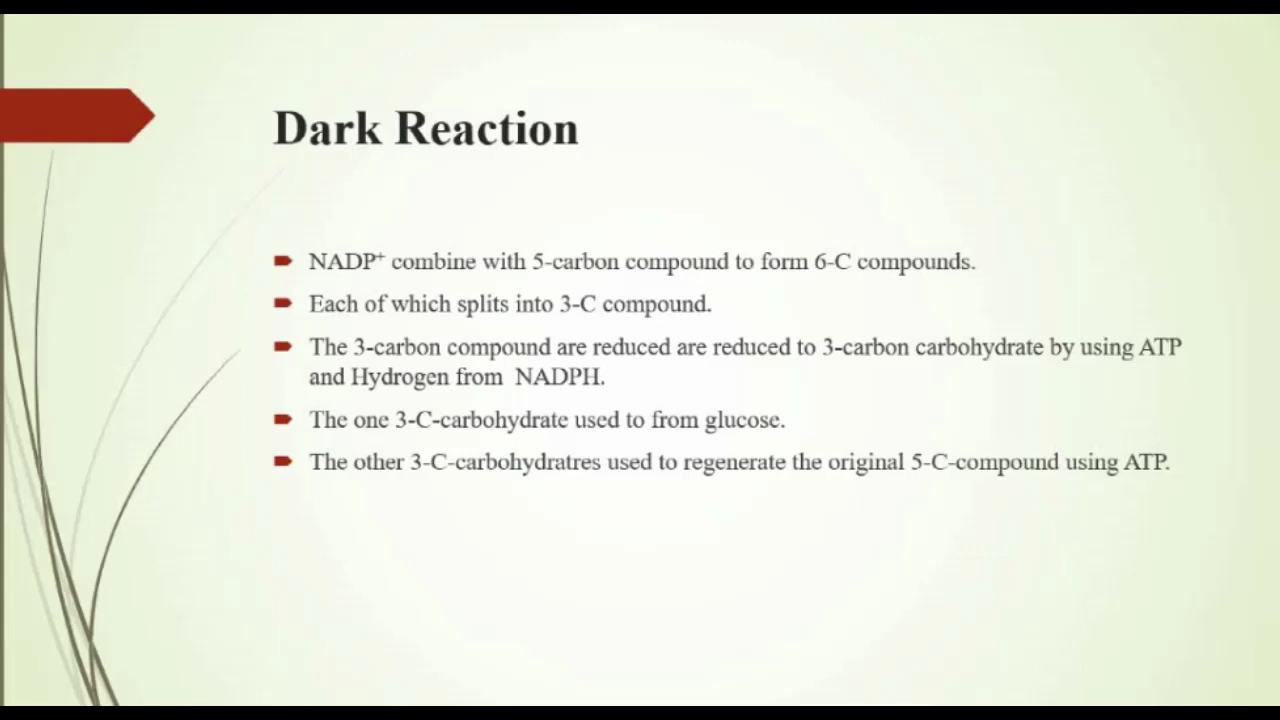 Dark Reaction
NADP⁺ combine with 5-carbon compound to form 6-C compounds.
Each of which splits into 3-C compound.
The 3-carbon compound are reduced are reduced to 3-carbon carbohydrate by using ATP
and Hydrogen from NADPH.
The one 3-C-carbohydrate used to from glucose.
The other 3-C-carbohydratres used to regenerate the original 5-C-compound using ATP.